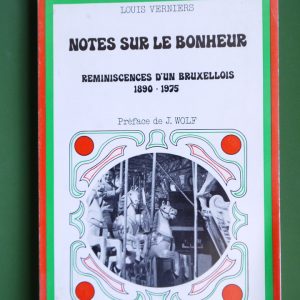 LOUIS VERNIERS
NOTES SUR LE BONHEUR
REMINISCENCES D'UN BRUXELLOIS
1890 - 1975
Préface de J. WOLF